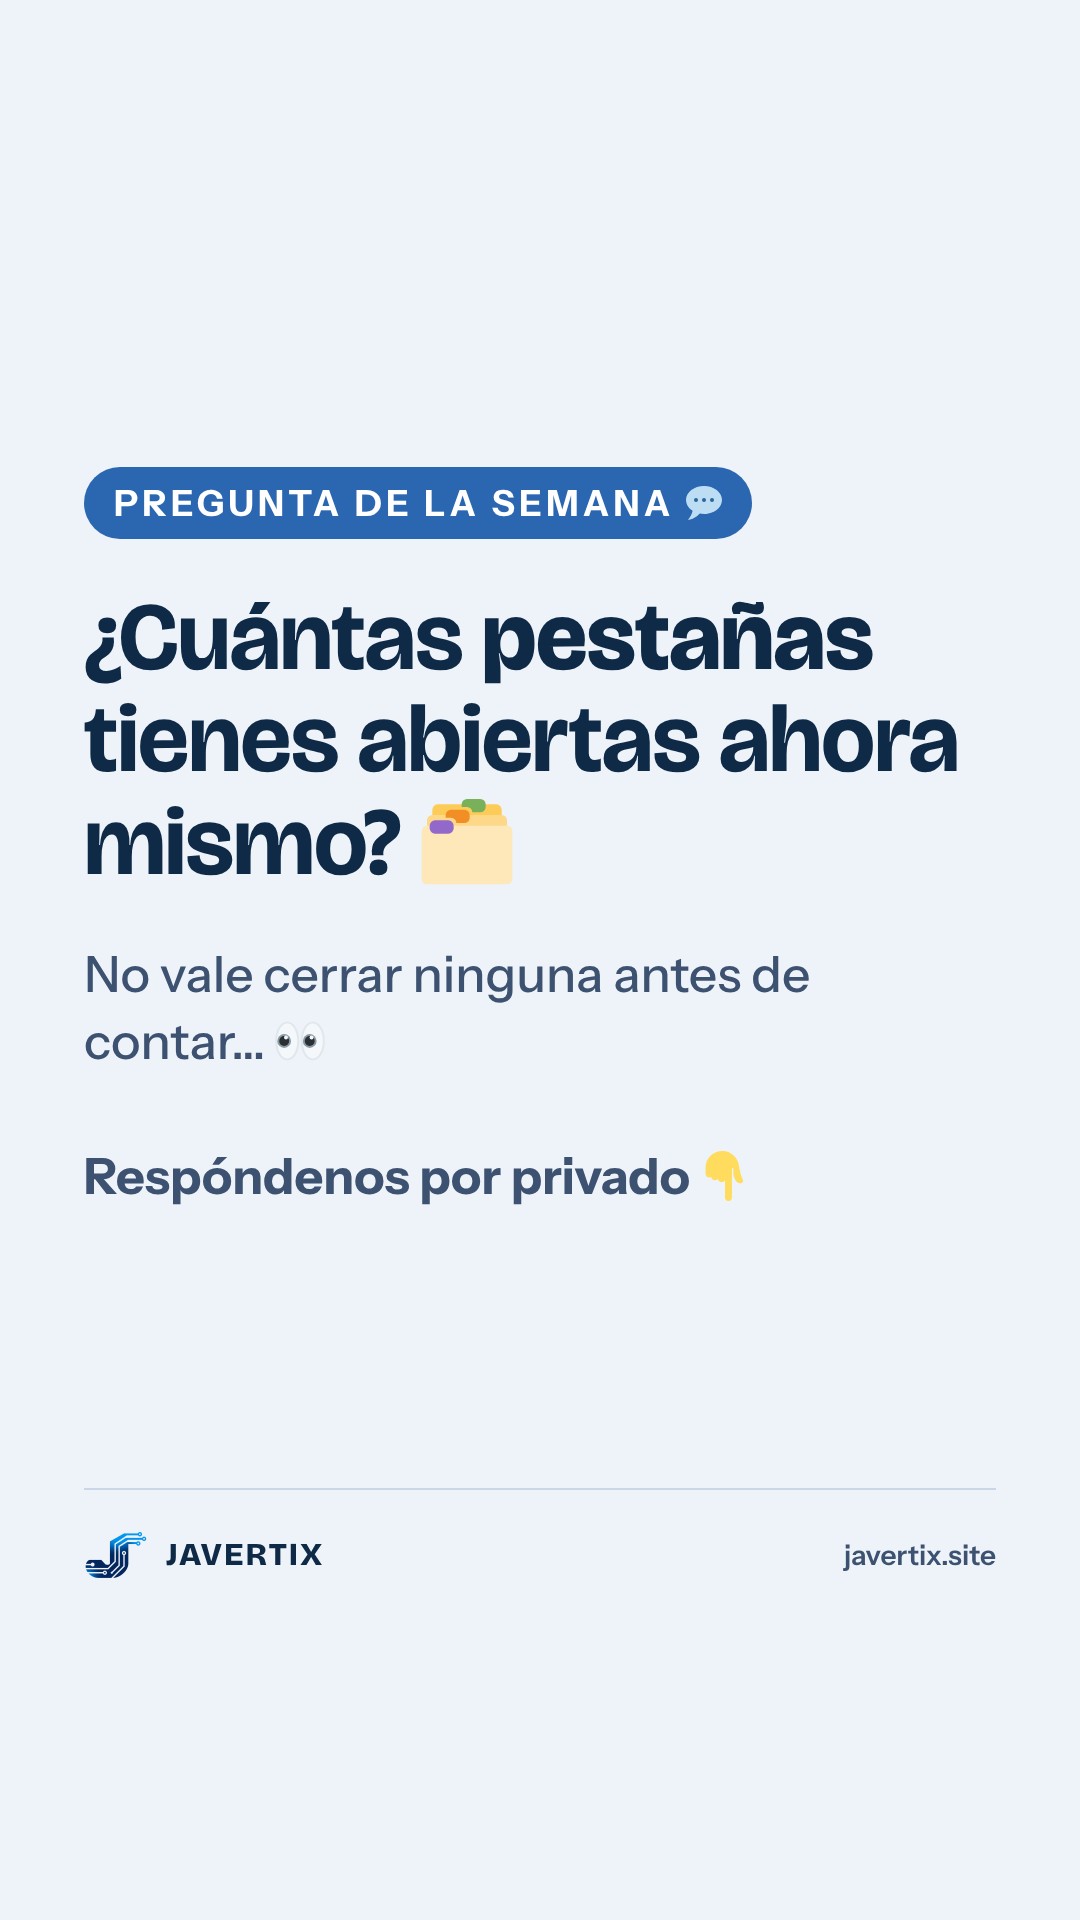 PREGUNTA DE LA SEMANA 💬
¿Cuántas pestañas
tienes abiertas ahora
mismo? 🗂️
No vale cerrar ninguna antes de
contar... 👀
Respóndenos por privado 👇
JAVERTIX
javertix.site